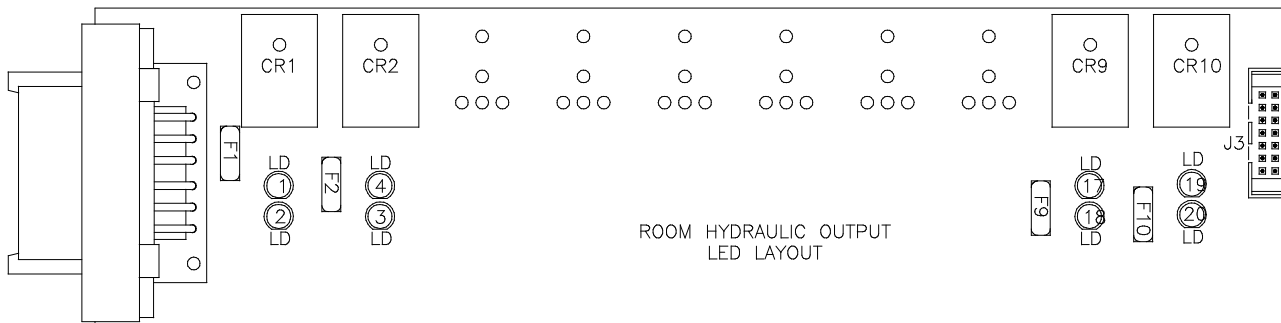 CR1
CR2
CR9
CR10
J3
F1
LD
1
2
LD
F2
LD
4
3
LD
ROOM HYDRAULIC OUTPUT
LED LAYOUT
F9
LD
17
18
LD
F10
LD
19
20
LD